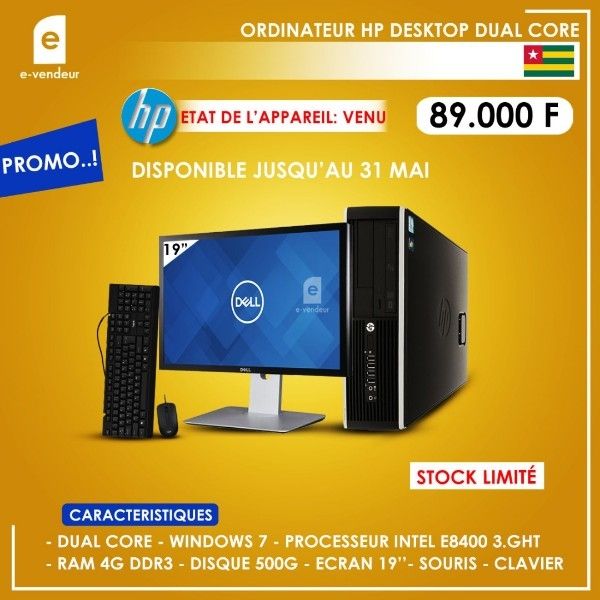 e
e-vendeur
ORDINATEUR HP DESKTOP DUAL CORE
hp
ETAT DE L'APPAREIL: VENU
89.000 F
PROMO..!
DISPONIBLE JUSQU'AU 31 MAI
19"
DELL
e
e-vendeur
DELL
hp
STOCK LIMITÉ
CARACTERISTIQUES
- DUAL CORE - WINDOWS 7 - PROCESSEUR INTEL E8400 3.GHT
- RAM 4G DDR3 - DISQUE 500G - ECRAN 19''- SOURIS - CLAVIER